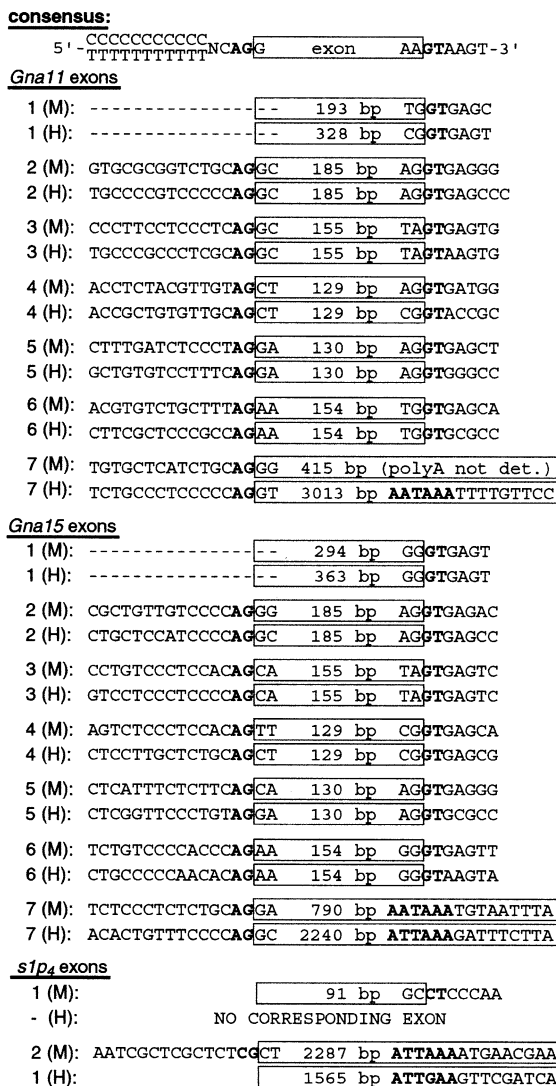 consensus:
CCCCCCCCCCC
5'-TTTTTTTTTTTNCAGG exon AAGTAAGT-3'
Gna11 exons
1 (M): ---------------- -- 193 bp TGGTGAGC
1 (H): ---------------- -- 328 bp CGGTGAGT
2 (M): GTGCGCGGTCTGCAGGC 185 bp AGGTGAGGG
2 (H): TGCCCCGTCCCCCAGGC 185 bp AGGTGAGCCC
3 (M): CCCTTCCTCCCTCAGGC 155 bp TAGTGAGTG
3 (H): TGCCCGCCCTCGCAGGC 155 bp TAGTAAGTG
4 (M): ACCTCTACGTTGTAGCT 129 bp AGGTGATGG
4 (H): ACCGCTGTGTTGCAGCT 129 bp CGGTACCGC
5 (M): CTTTGATCTCCCTAGGA 130 bp AGGTGAGCT
5 (H): GCTGTGTCCTTTCAGGA 130 bp AGGTGGGCC
6 (M): ACGTGTCTGCTTTAGAA 154 bp TGGTGAGCA
6 (H): CTTCGCTCCCGCCAGAA 154 bp TGGTGCGCC
7 (M): TGTGCTCATCTGCAGGG 415 bp (polyA not det.)
7 (H): TCTGCCCTCCCCCAGGT 3013 bp AATAAATTTTGTTCC
Gna15 exons
1 (M): ---------------- -- 294 bp GGGTGAGT
1 (H): ---------------- -- 363 bp GGGTGAGT
2 (M): CGCTGTTGTCCCCAGGG 185 bp AGGTGAGAC
2 (H): CTGCTCCATCCCCAGGC 185 bp AGGTGAGCC
3 (M): CCTGTCCCTCCACAGCA 155 bp TAGTGAGTC
3 (H): GTCCTCCCTCCCCAGCA 155 bp TAGTGAGTC
4 (M): AGTCTCCCTCCACAGTT 129 bp CGGTGAGCA
4 (H): CTCCTTGCTCTGCAGCT 129 bp CGGTGAGCG
5 (M): CTCATTTCTCTTCAGCA 130 bp AGGTGAGGG
5 (H): CTCGGTTCCCTGTAGGA 130 bp AGGTGCGCC
6 (M): TCTGTCCCCACCCAGAA 154 bp GGGTGAGTT
6 (H): CTGCCCCCAACACAGAA 154 bp GGGTAAGTA
7 (M): TCTCCCTCTCTGCAGGA 790 bp AATAAATGTAATTTA
7 (H): ACACTGTTTCCCCAGGC 2240 bp ATTAAAGATTTCTTA
s1p4 exons
1 (M): 91 bp GCCTCCCAA
- (H): NO CORRESPONDING EXON
2 (M): AATCGCTCGCTCTCGCT 2287 bp ATTAAAATGAACGAA
1 (H): 1565 bp ATTGAAGTTCGATCA